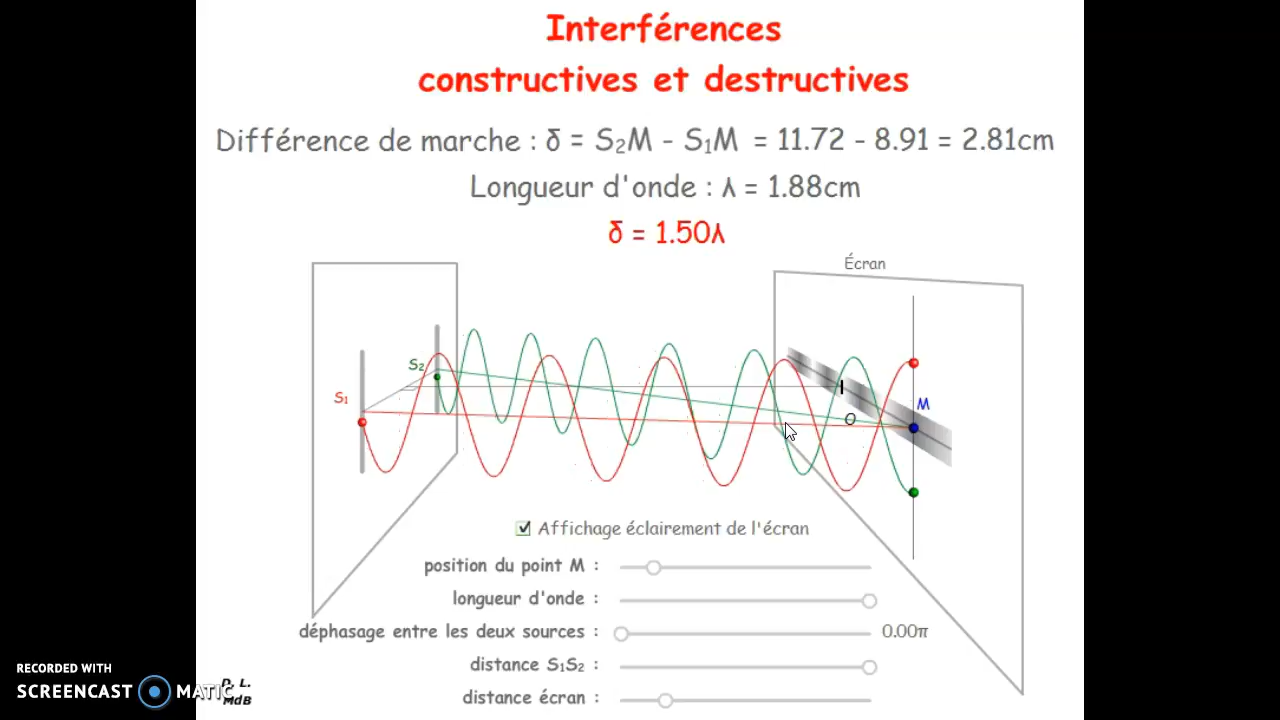 Interférences
constructives et destructives
Différence de marche : δ = S₂M - S₁M = 11.72 - 8.91 = 2.81cm
Longueur d'onde : λ = 1.88cm
δ = 1.50λ
Écran
S₂
S₁
M
O
Affichage éclairement de l'écran
position du point M :
longueur d'onde :
déphasage entre les deux sources : 0.00π
distance S₁S₂ :
distance écran :
RECORDED WITH
SCREENCAST MATIC
D. L.
MdB